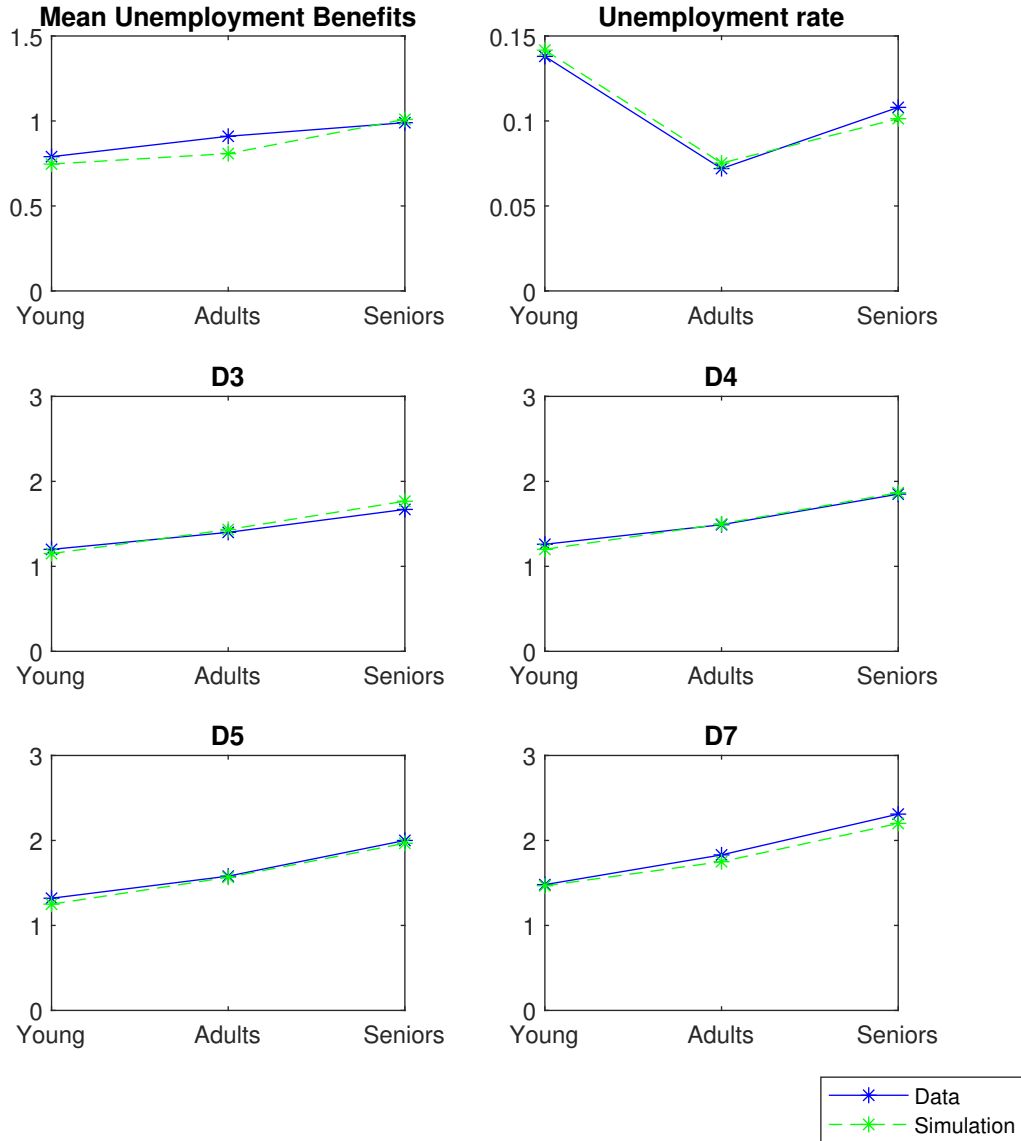 Mean Unemployment Benefits
1.5
1
0.5
0
Young Adults Seniors
Unemployment rate
0.15
0.1
0.05
0
Young Adults Seniors
D3
3
2
1
0
Young Adults Seniors
D4
3
2
1
0
Young Adults Seniors
D5
3
2
1
0
Young Adults Seniors
D7
3
2
1
0
Young Adults Seniors
Data
Simulation